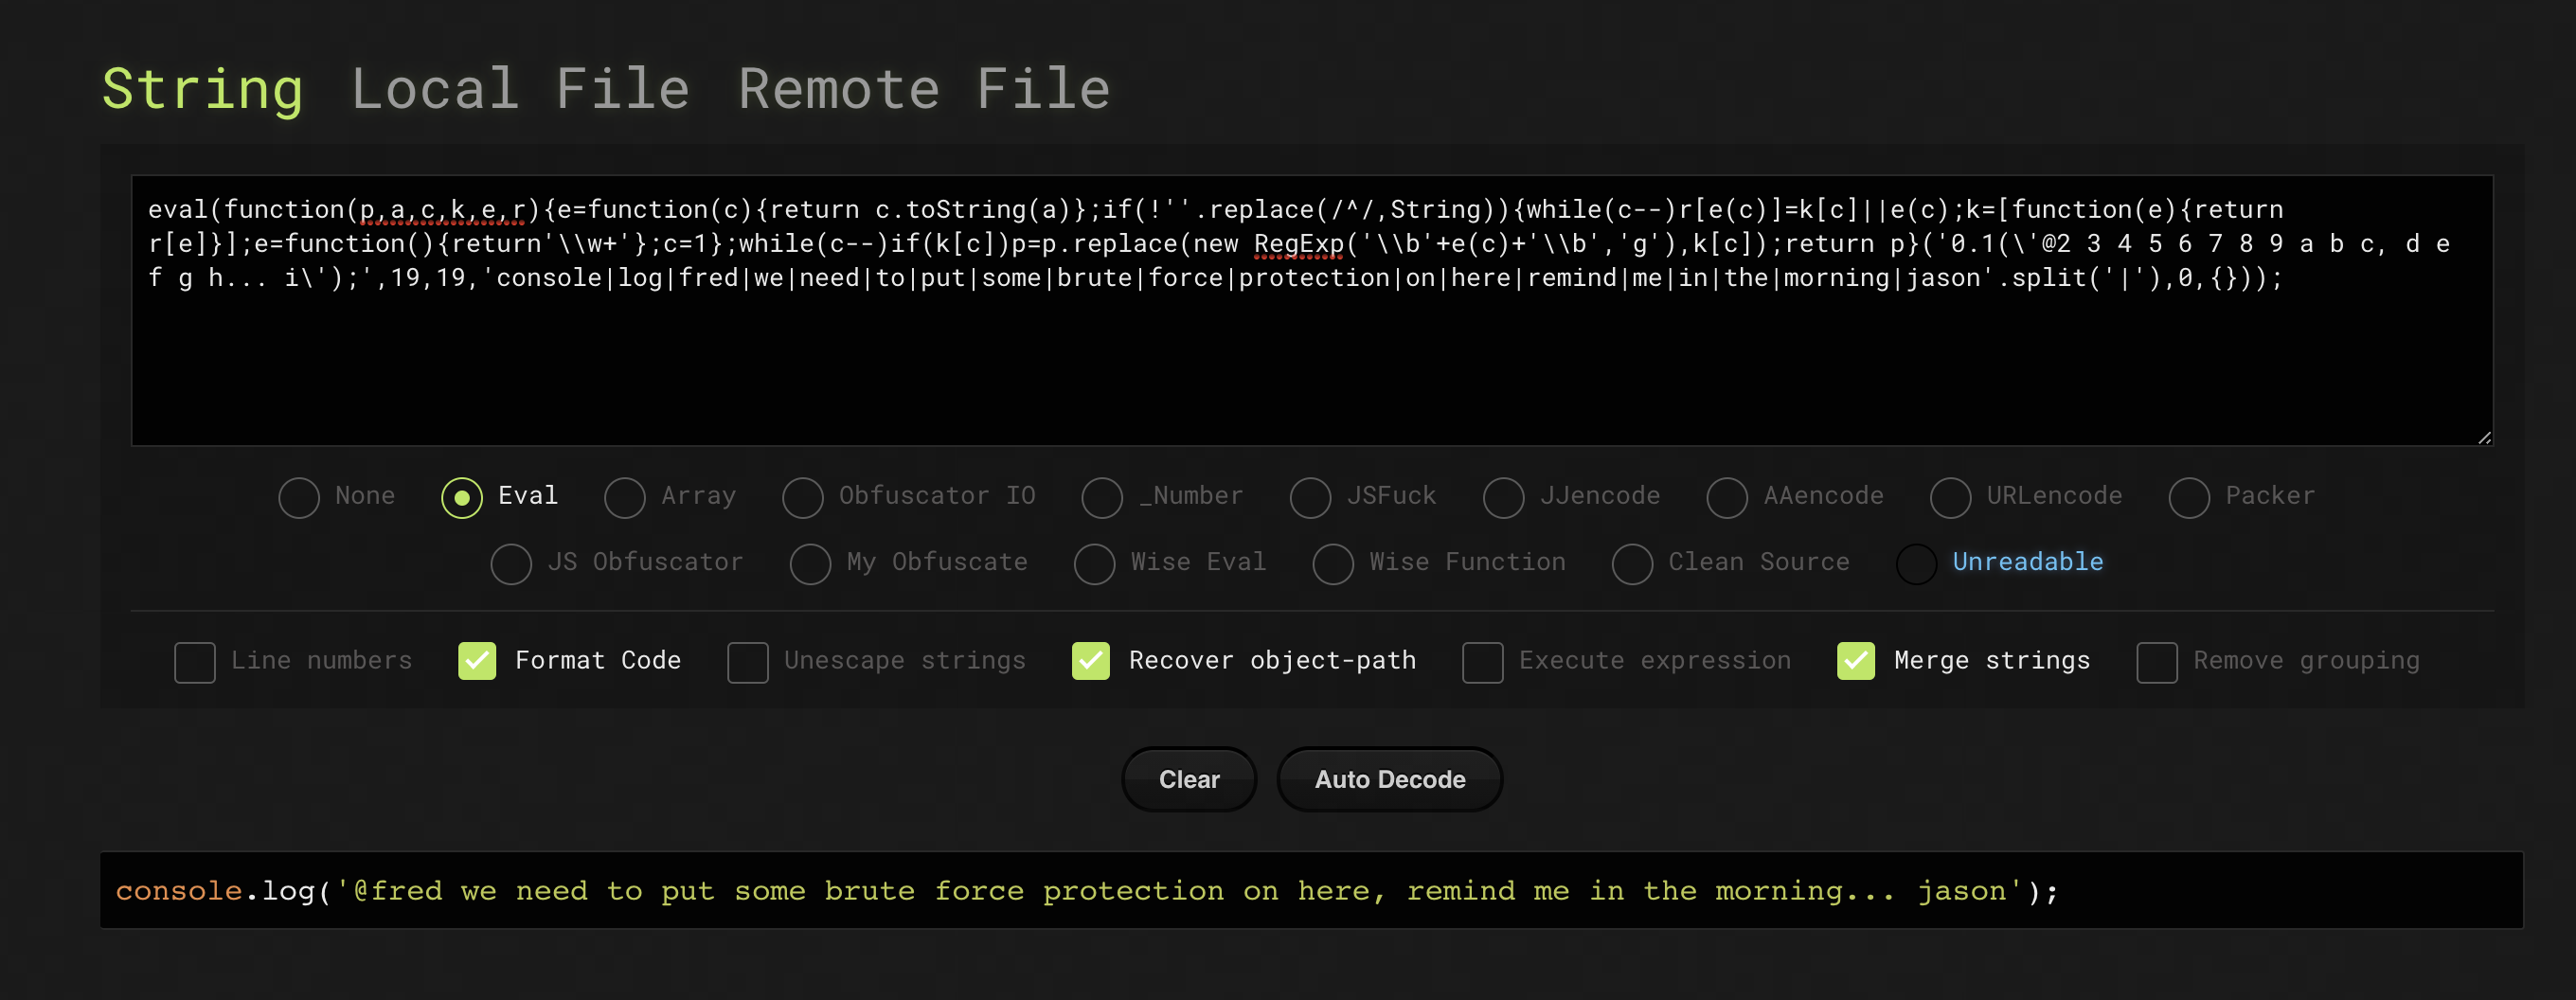 String Local File Remote File
eval(function(p,a,c,k,e,r){e=function(c){return c.toString(a)};if(!''.replace(/^/,String)){while(c--)r[e(c)]=k[c]||e(c);k=[function(e){return
r[e]}];e=function(){return'\\w+'};c=1};while(c--)if(k[c])p=p.replace(new RegExp('\\b'+e(c)+'\\b','g'),k[c]);return p}('0.1(\'@2 3 4 5 6 7 8 9 a b c, d e
f g h... i\');',19,19,'console|log|fred|we|need|to|put|some|brute|force|protection|on|here|remind|me|in|the|morning|jason'.split('|'),0,{}));
None Eval Array Obfuscator IO _Number JSFuck JJencode AAencode URLencode Packer
JS Obfuscator My Obfuscate Wise Eval Wise Function Clean Source Unreadable
Line numbers Format Code Unescape strings Recover object-path Execute expression Merge strings Remove grouping
Clear Auto Decode
console.log('@fred we need to put some brute force protection on here, remind me in the morning... jason');